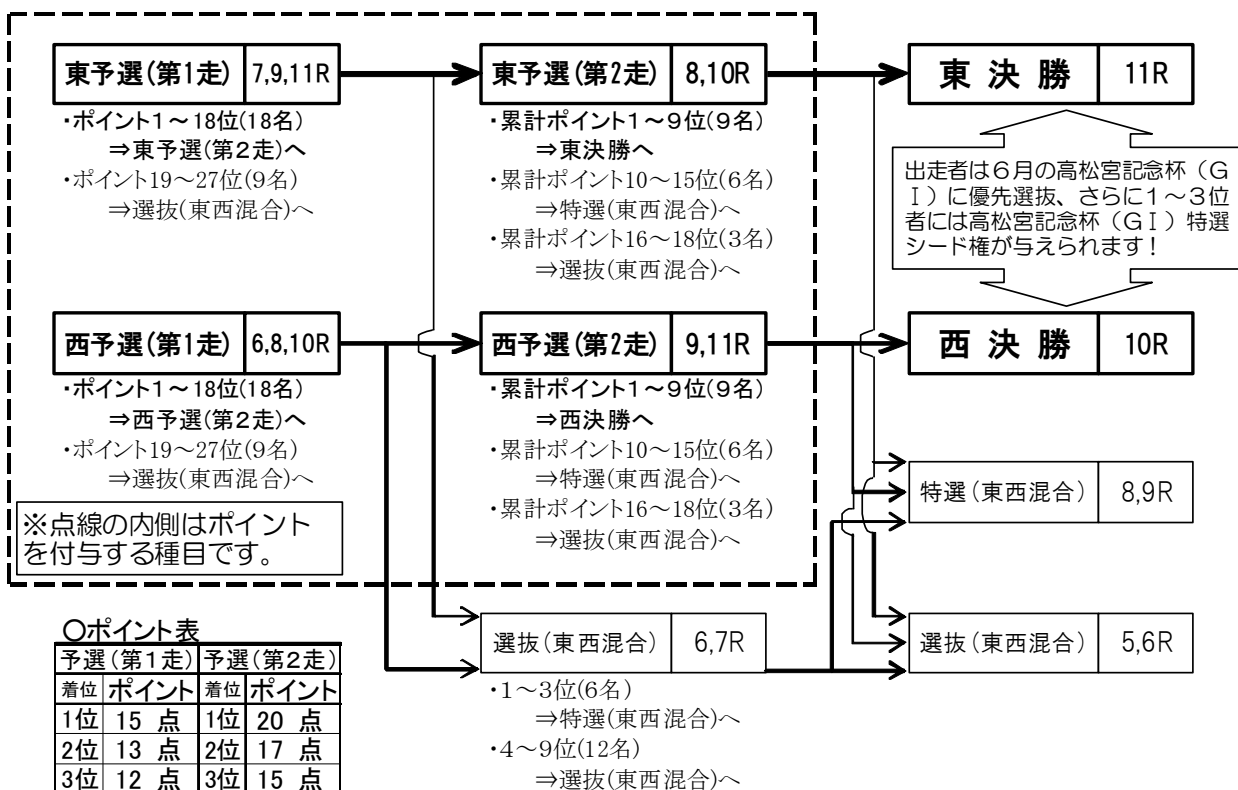 東予選(第1走) 7,9,11R
・ポイント1～18位(18名)
⇒東予選(第2走)へ
・ポイント19～27位(9名)
⇒選抜(東西混合)へ
東予選(第2走) 8,10R
・累計ポイント1～9位(9名)
⇒東決勝へ
・累計ポイント10～15位(6名)
⇒特選(東西混合)へ
・累計ポイント16～18位(3名)
⇒選抜(東西混合)へ
東 決 勝 11R
出走者は6月の高松宮記念杯(G
Ⅰ)に優先選抜、さらに1～3位
者には高松宮記念杯(GⅠ)特選
シード権が与えられます!
西予選(第1走) 6,8,10R
・ポイント1～18位(18名)
⇒西予選(第2走)へ
・ポイント19～27位(9名)
⇒選抜(東西混合)へ
西予選(第2走) 9,11R
・累計ポイント1～9位(9名)
⇒西決勝へ
・累計ポイント10～15位(6名)
⇒特選(東西混合)へ
・累計ポイント16～18位(3名)
⇒選抜(東西混合)へ
西 決 勝 10R
特選(東西混合) 8,9R
※点線の内側はポイント
を付与する種目です。
選抜(東西混合) 6,7R
・1～3位(6名)
⇒特選(東西混合)へ
・4～9位(12名)
⇒選抜(東西混合)へ
選抜(東西混合) 5,6R
○ポイント表
予選(第1走) 予選(第2走)
着位 ポイント 着位 ポイント
1位 15 点 1位 20 点
2位 13 点 2位 17 点
3位 12 点 3位 15 点